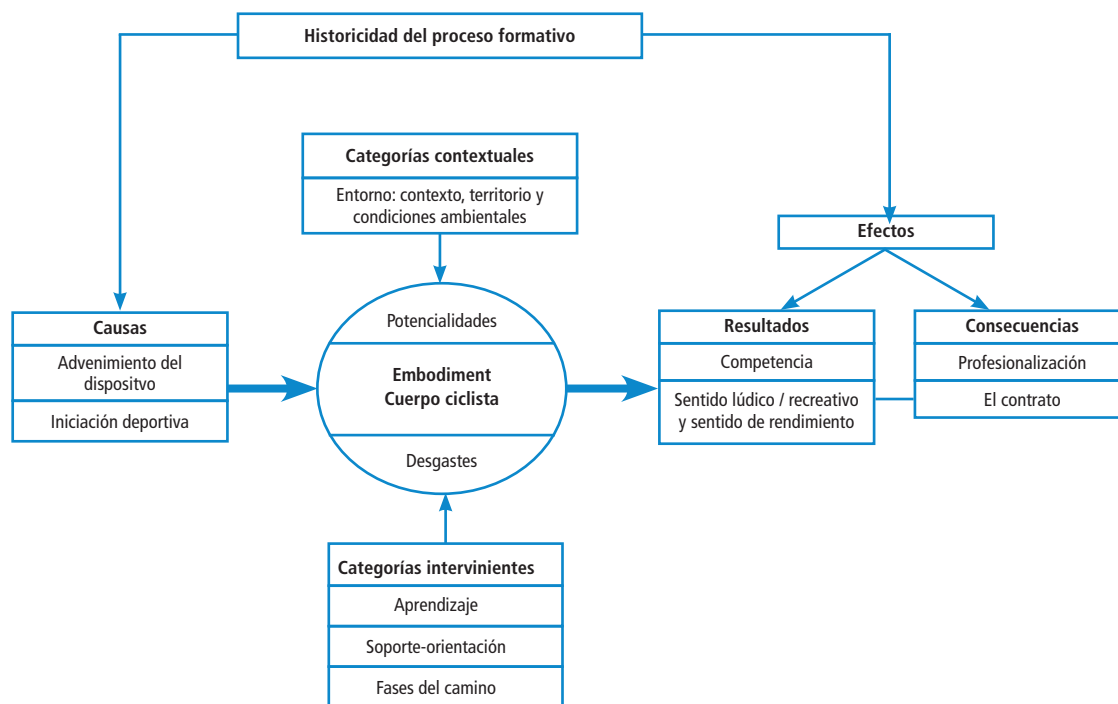 Historicidad del proceso formativo
Categorías contextuales
Entorno: contexto, territorio y
condiciones ambientales
Efectos
Causas
Advenimiento del
dispositvo
Iniciación deportiva
Potencialidades
Embodiment
Cuerpo ciclista
Desgastes
Resultados
Competencia
Sentido lúdico / recreativo
y sentido de rendimiento
Consecuencias
Profesionalización
El contrato
Categorías intervinientes
Aprendizaje
Soporte-orientación
Fases del camino